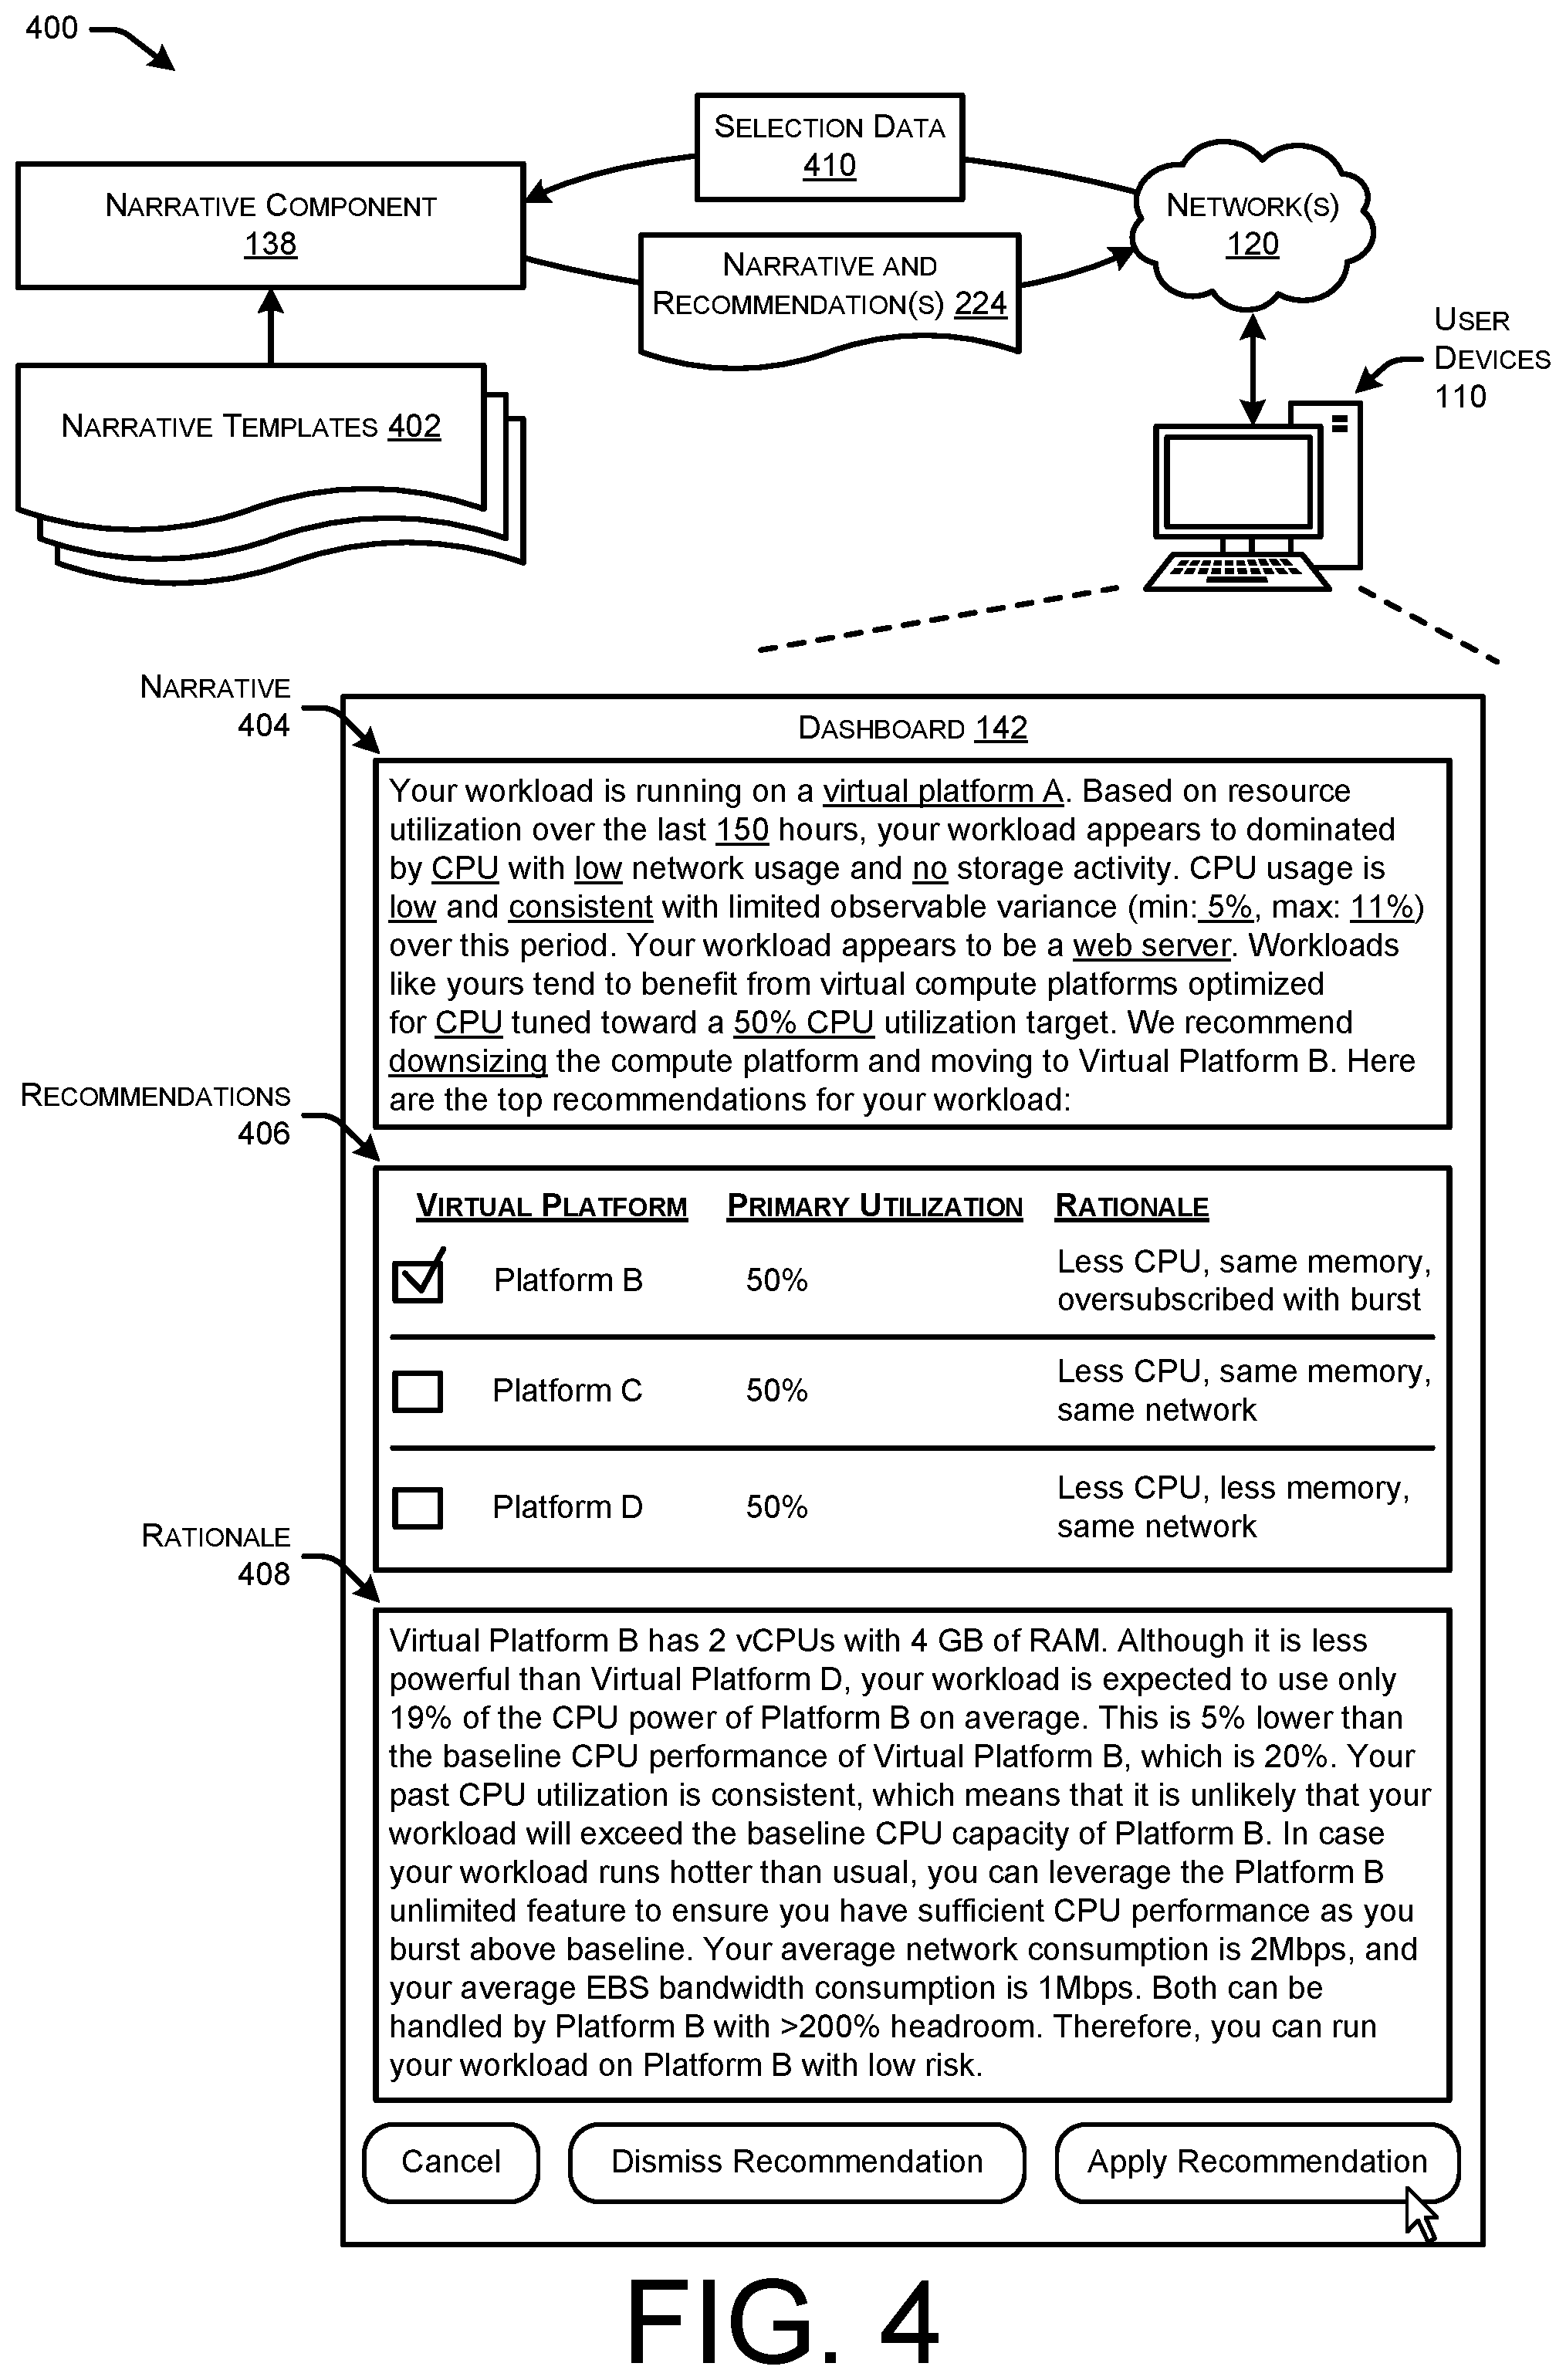 400
SELECTION DATA
410
NARRATIVE COMPONENT
138
NETWORK(S)
120
NARRATIVE AND
RECOMMENDATION(S) 224
USER
DEVICES
110
NARRATIVE TEMPLATES 402
NARRATIVE
404
DASHBOARD 142
Your workload is running on a virtual platform A. Based on resource
utilization over the last 150 hours, your workload appears to dominated
by CPU with low network usage and no storage activity. CPU usage is
low and consistent with limited observable variance (min: 5%, max: 11%)
over this period. Your workload appears to be a web server. Workloads
like yours tend to benefit from virtual compute platforms optimized
for CPU tuned toward a 50% CPU utilization target. We recommend
downsizing the compute platform and moving to Virtual Platform B. Here
are the top recommendations for your workload:
RECOMMENDATIONS
406
VIRTUAL PLATFORM PRIMARY UTILIZATION RATIONALE
Platform B 50% Less CPU, same memory,
oversubscribed with burst
Platform C 50% Less CPU, same memory,
same network
Platform D 50% Less CPU, less memory,
same network
RATIONALE
408
Virtual Platform B has 2 vCPUs with 4 GB of RAM. Although it is less
powerful than Virtual Platform D, your workload is expected to use only
19% of the CPU power of Platform B on average. This is 5% lower than
the baseline CPU performance of Virtual Platform B, which is 20%. Your
past CPU utilization is consistent, which means that it is unlikely that your
workload will exceed the baseline CPU capacity of Platform B. In case
your workload runs hotter than usual, you can leverage the Platform B
unlimited feature to ensure you have sufficient CPU performance as you
burst above baseline. Your average network consumption is 2Mbps, and
your average EBS bandwidth consumption is 1Mbps. Both can be
handled by Platform B with >200% headroom. Therefore, you can run
your workload on Platform B with low risk.
Cancel Dismiss Recommendation Apply Recommendation
FIG. 4